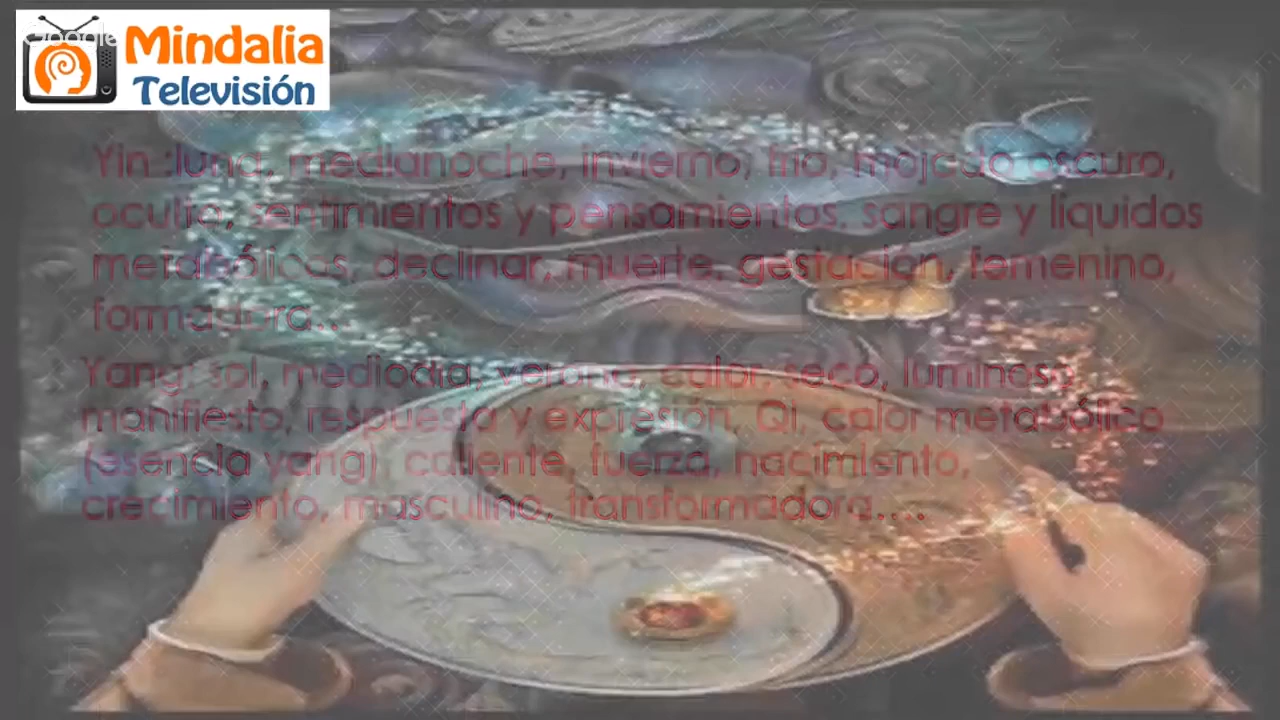 Google
Mindalia
Televisión
Yin :luna, medianoche, invierno, frio, mojado oscuro,
oculto, sentimientos y pensamientos. sangre y líquidos
metabólicos, declinar, muerte, gestación, femenino,
formadora..
Yang: sol, mediodía, verano, calor, seco, luminoso
manifiesto, respuesta y expresión, Qi, calor metabólico
(esencia yang), caliente, fuerza, nacimiento,
crecimiento, masculino, transformadora....